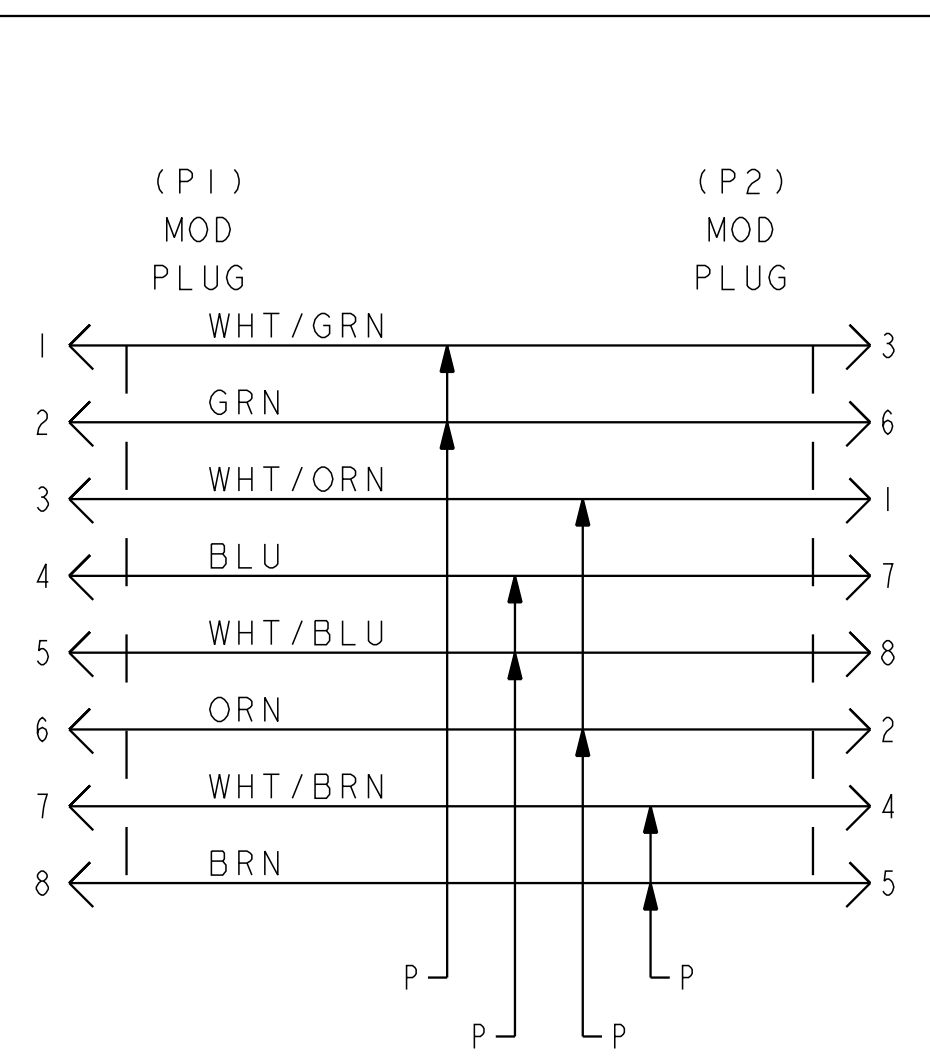 (P1) (P2)
MOD MOD
PLUG PLUG
1 WHT/GRN 3
2 GRN 6
3 WHT/ORN 1
4 BLU 7
5 WHT/BLU 8
6 ORN 2
7 WHT/BRN 4
8 BRN 5
P P
P P